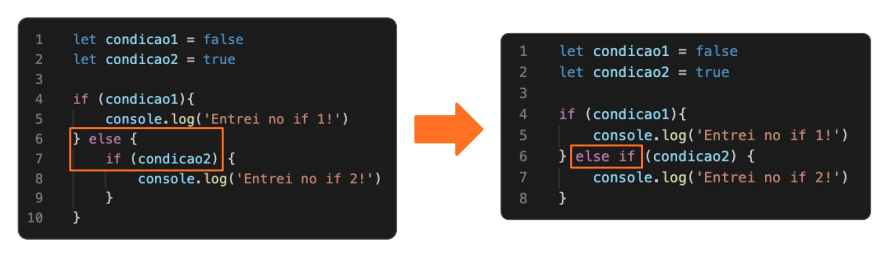 1 let condicao1 = false
2 let condicao2 = true
3
4 if (condicao1){
5 console.log('Entrei no if 1!')
6 } else {
7 if (condicao2) {
8 console.log('Entrei no if 2!')
9 }
10 }
1 let condicao1 = false
2 let condicao2 = true
3
4 if (condicao1){
5 console.log('Entrei no if 1!')
6 } else if (condicao2) {
7 console.log('Entrei no if 2!')
8 }